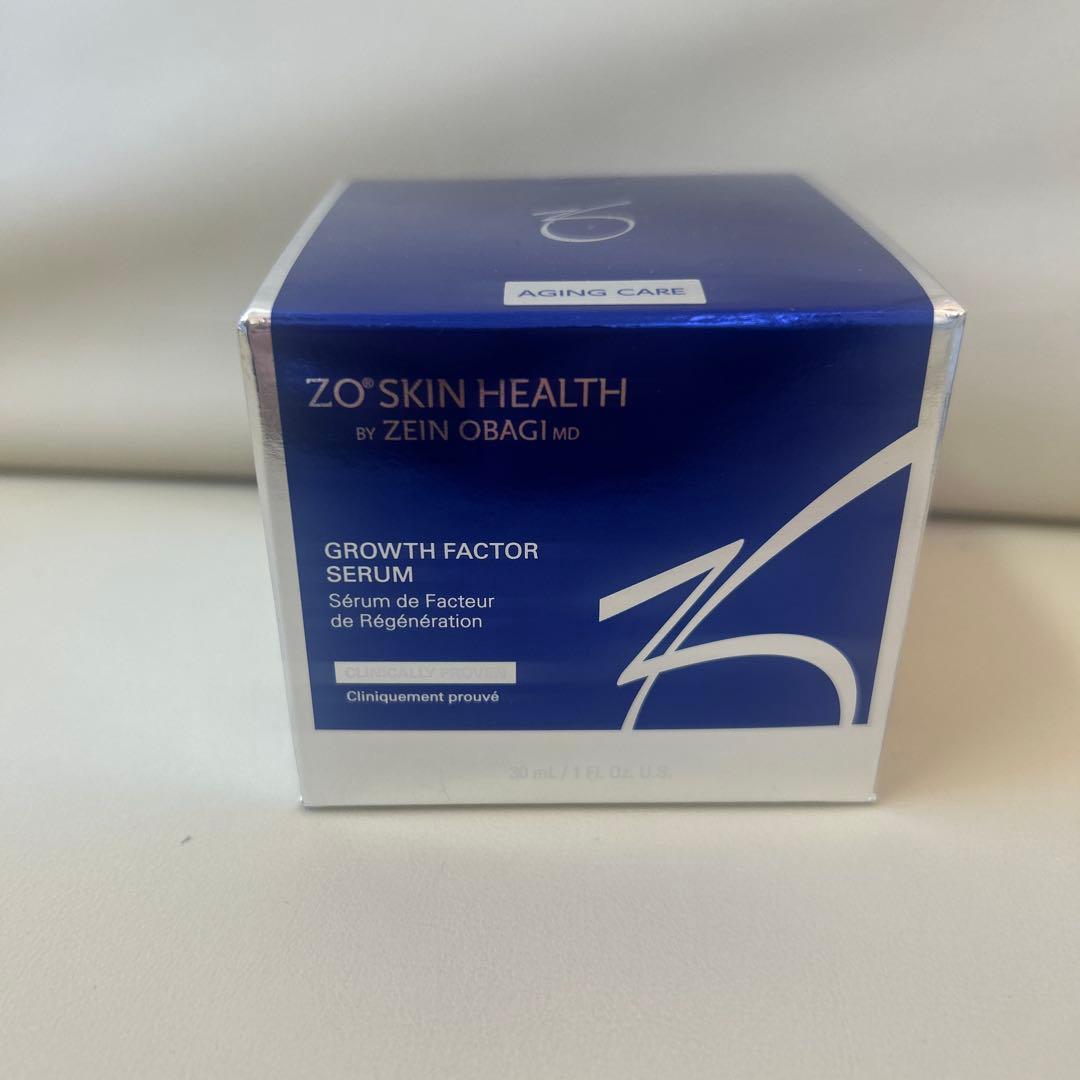 AGING CARE
ZO® SKIN HEALTH
BY ZEIN OBAGI MD
GROWTH FACTOR
SERUM
Sérum de Facteur
de Régénération
CLINICALLY PROVEN
Cliniquement prouvé
30 mL / 1 Fl. Oz. U.S.